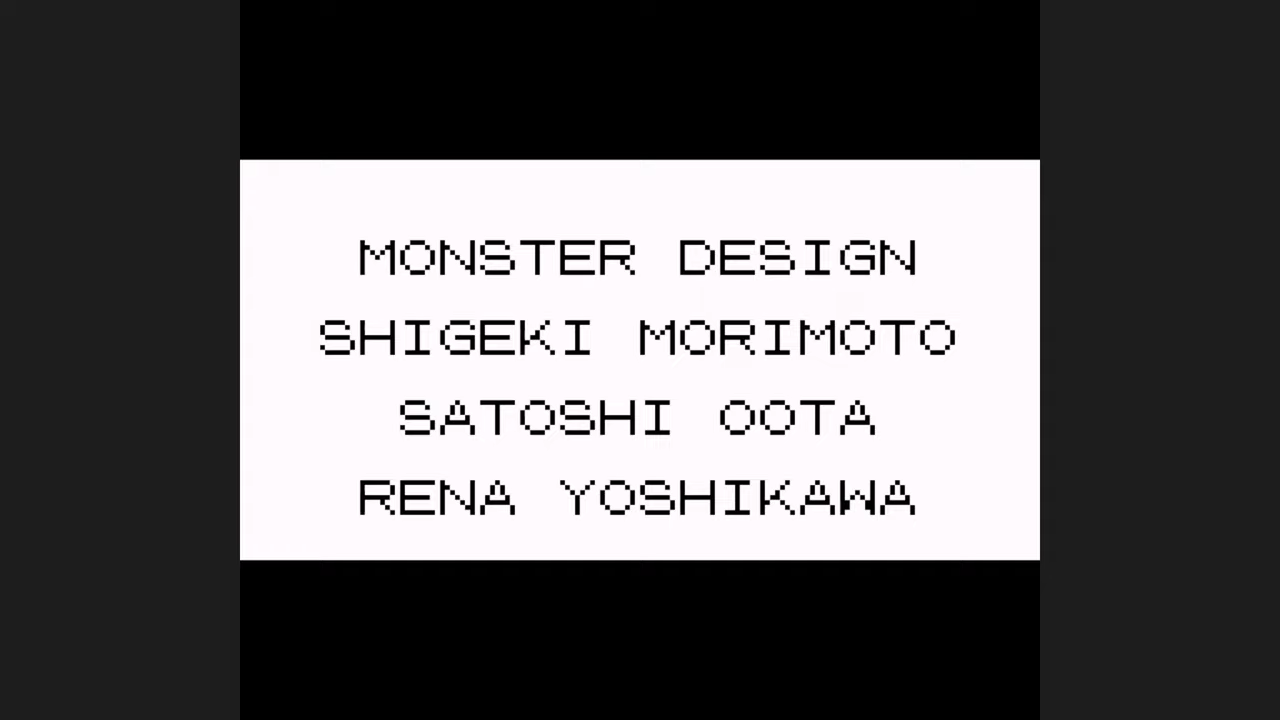 MONSTER DESIGN
SHIGEKI MORIMOTO
SATOSHI OOTA
RENA YOSHIKAWA